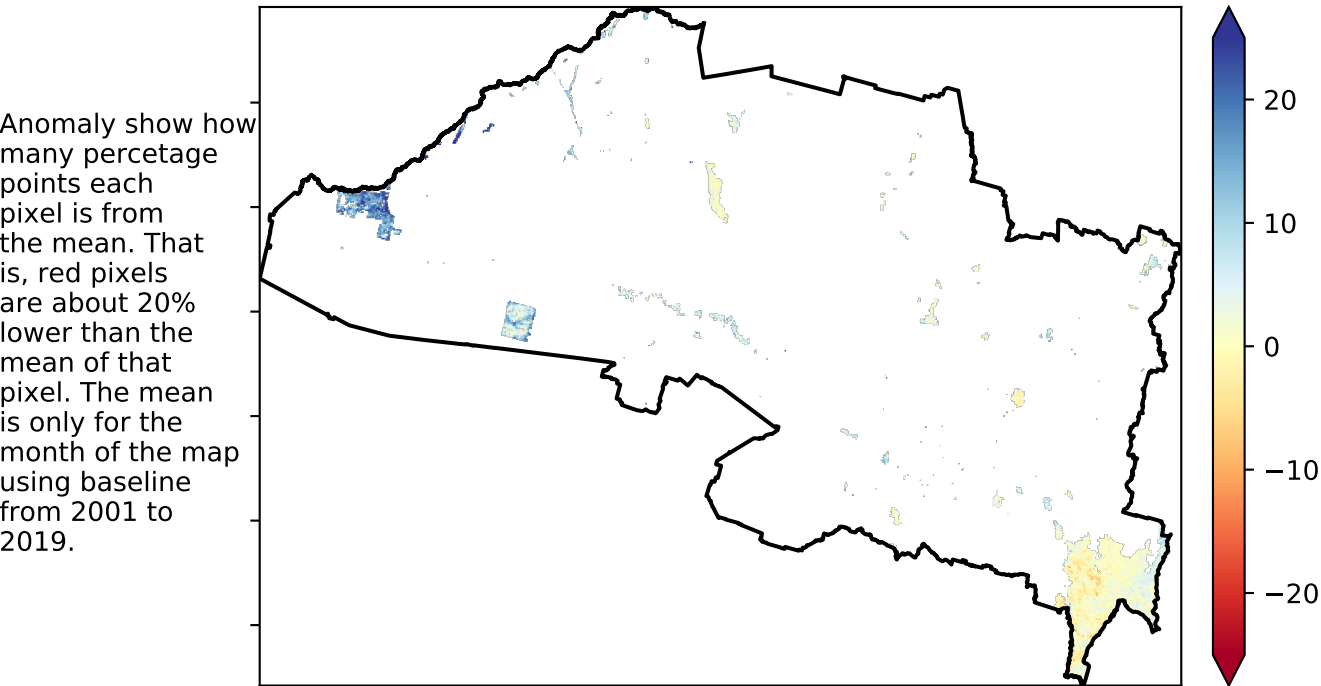 Anomaly show how
many percetage
points each
pixel is from
the mean. That
is, red pixels
are about 20%
lower than the
mean of that
pixel. The mean
is only for the
month of the map
using baseline
from 2001 to
2019.
20
10
0
−10
−20